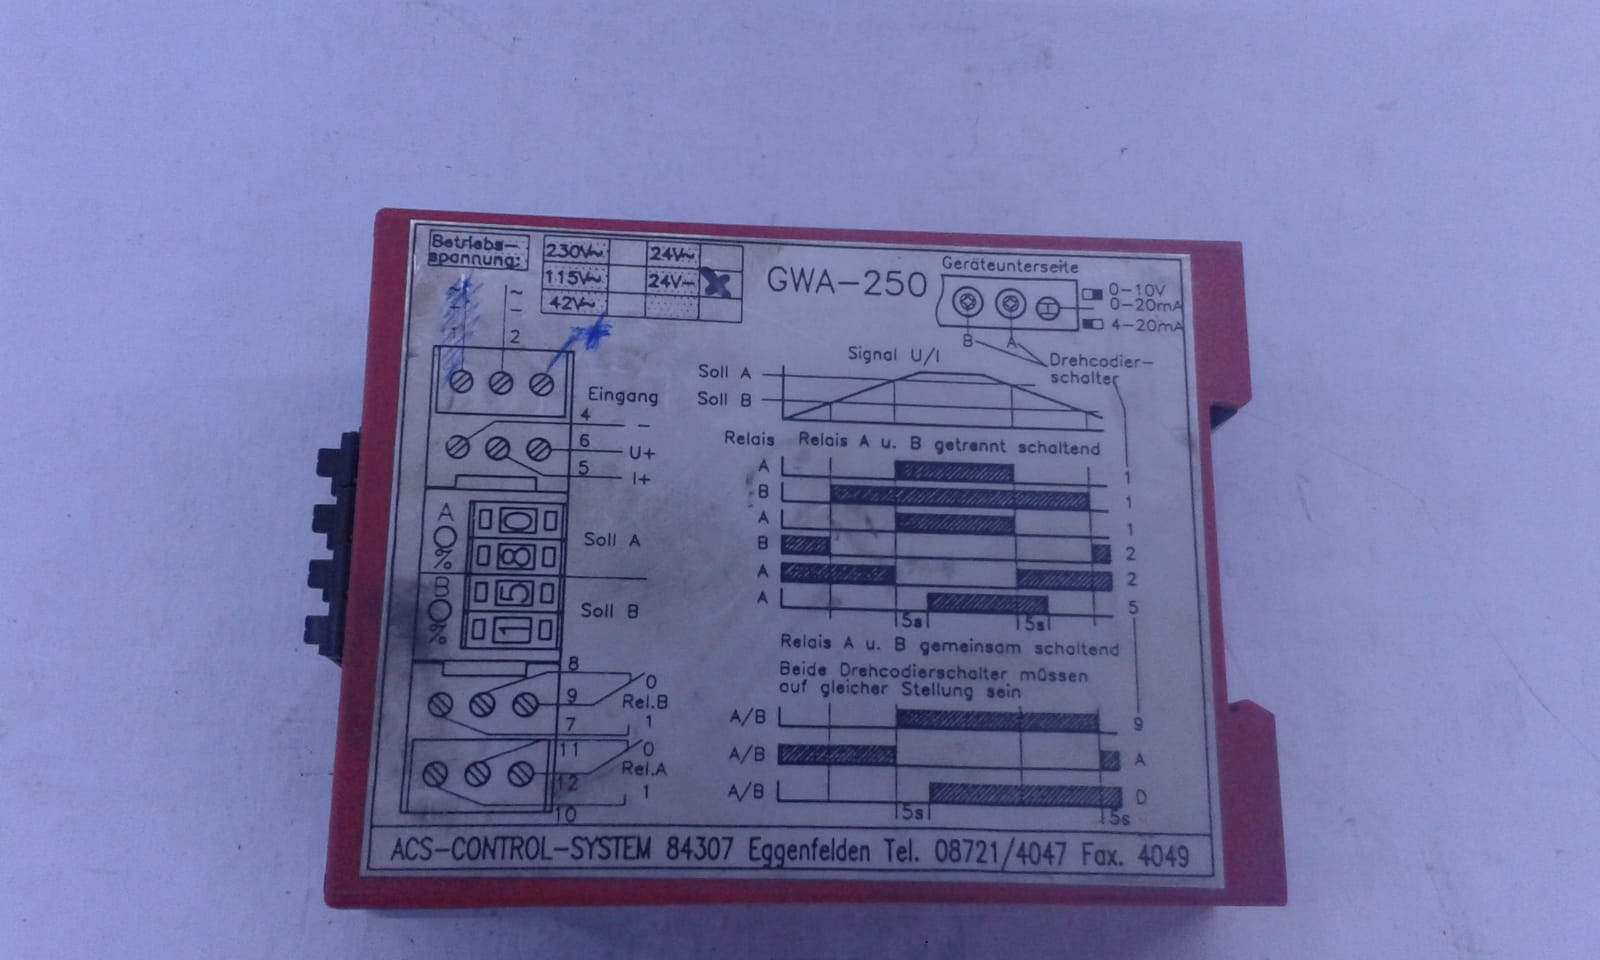 Betriebs-
spannung:
230V~ 24V~
115V~ 24V-
42V~
GWA-250
Geräteunterseite
0-10V
0-20mA
4-20mA
B A
Drehcodier-
schalter
1 2
Signal U/I
Soll A
Soll B
Eingang
4 -
6 U+
5 I+
A
%
B
%
0
8
5
1
Soll A
Soll B
8
9
7
0
Rel.B
1
11
12
10
0
Rel.A
1
Relais Relais A u. B getrennt schaltend
A 1
B 1
A 1
B 2
A 2
A 5
5s 5s
Relais A u. B gemeinsam schaltend
Beide Drehcodierschalter müssen
auf gleicher Stellung sein
A/B 9
A/B A
A/B D
5s 5s
ACS-CONTROL-SYSTEM 84307 Eggenfelden Tel. 08721/4047 Fax. 4049